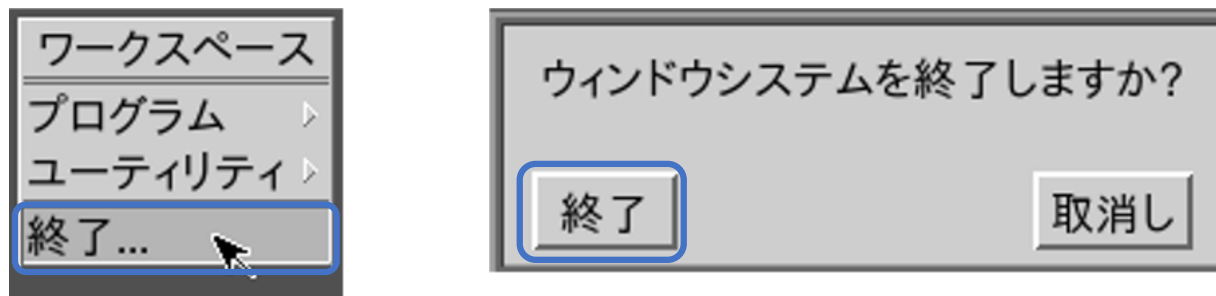 ワークスペース
プログラム
ユーティリティ
終了...
ウィンドウシステムを終了しますか?
終了
取消し